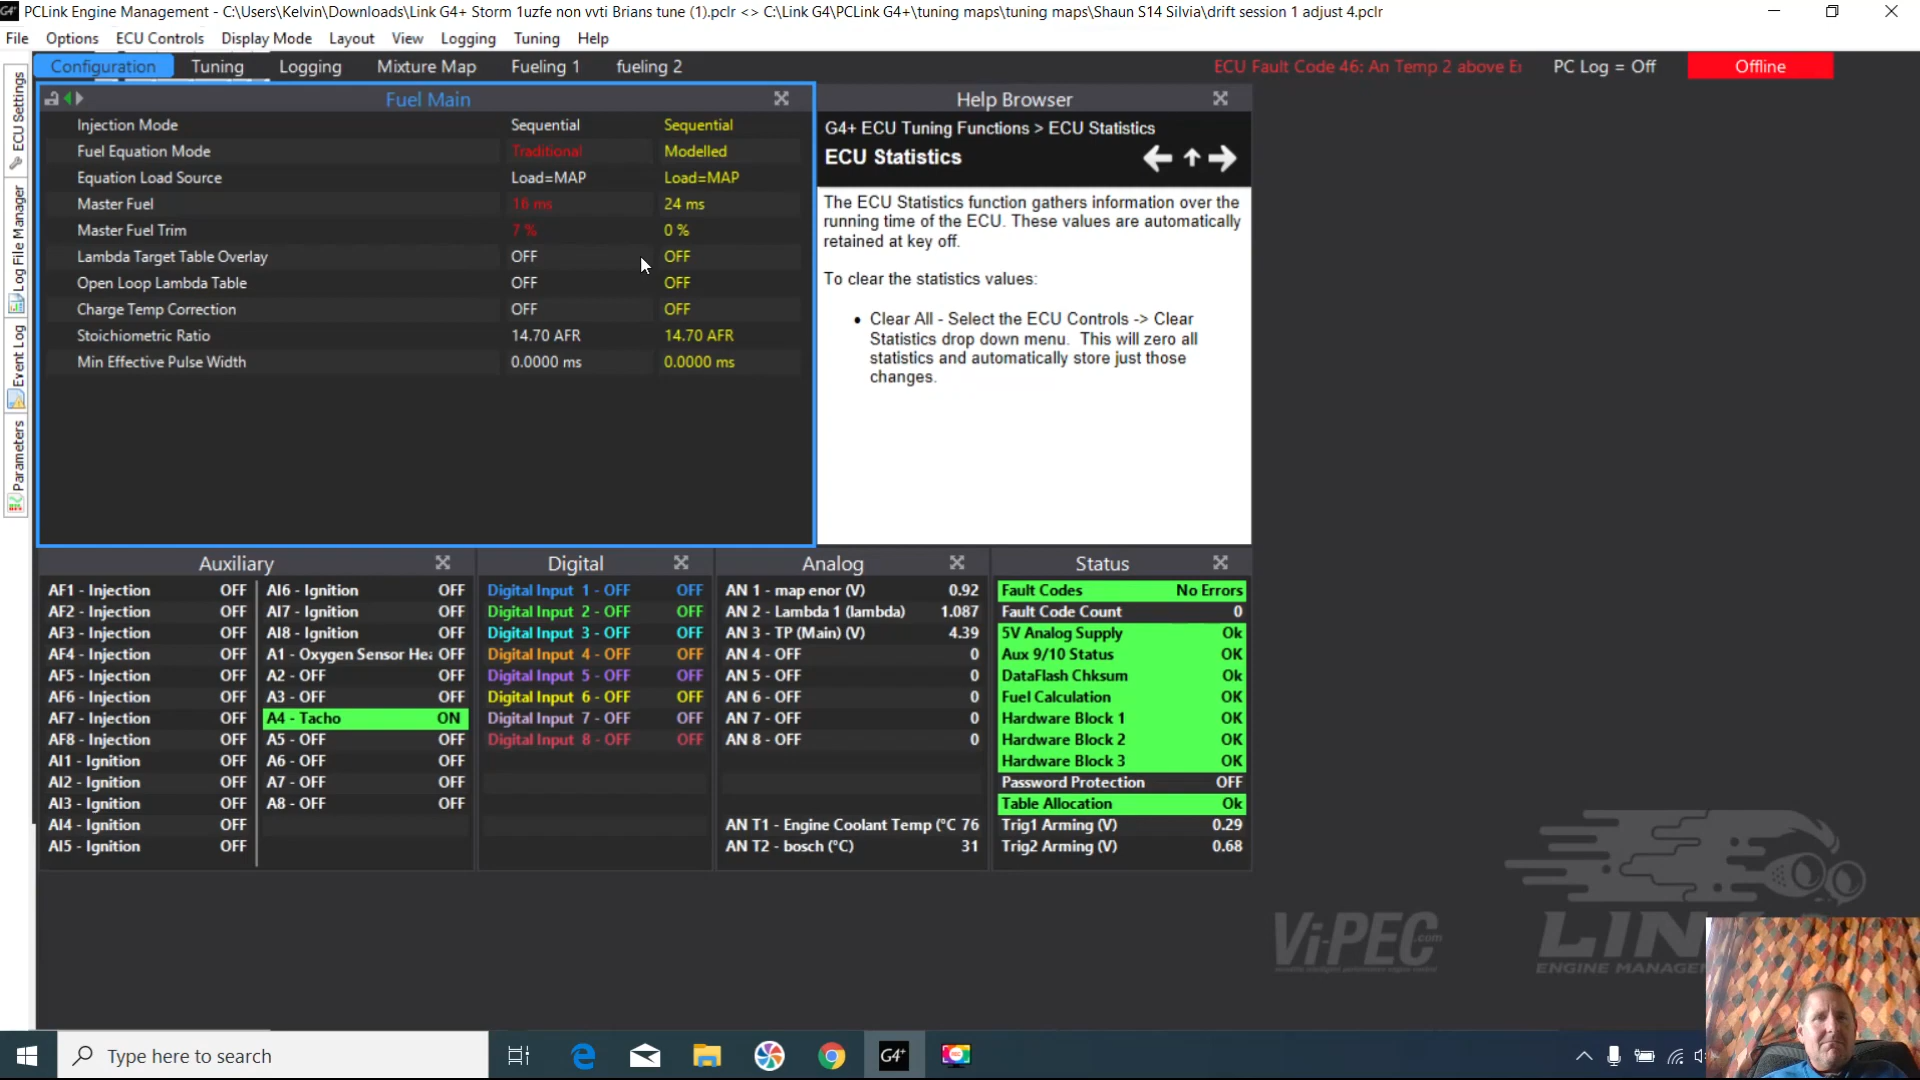 PCLink Engine Management - C:\Users\Kelvin\Downloads\Link G4+ Storm 1uzfe non vvti Brians tune (1).pclr <> C:\Link G4\PCLink G4+\tuning maps\tuning maps\Shaun S14 Silvia\drift session 1 adjust 4.pclr
File Options ECU Controls Display Mode Layout View Logging Tuning Help
Configuration Tuning Logging Mixture Map Fueling 1 fueling 2
ECU Fault Code 46: An Temp 2 above
PC Log = Off Offline
ECU Settings
Log File Manager
Event Log
Parameters
Fuel Main
Injection Mode Sequential Sequential
Fuel Equation Mode Traditional Modelled
Equation Load Source Load=MAP Load=MAP
Master Fuel 16 ms 24 ms
Master Fuel Trim 7 % 0 %
Lambda Target Table Overlay OFF OFF
Open Loop Lambda Table OFF OFF
Charge Temp Correction OFF OFF
Stoichiometric Ratio 14.70 AFR 14.70 AFR
Min Effective Pulse Width 0.0000 ms 0.0000 ms
Help Browser
G4+ ECU Tuning Functions > ECU Statistics
ECU Statistics
The ECU Statistics function gathers information over the
running time of the ECU. These values are automatically
retained at key off.
To clear the statistics values:
• Clear All - Select the ECU Controls -> Clear
Statistics drop down menu. This will zero all
statistics and automatically store just those
changes.
Auxiliary
AF1 - Injection OFF AI6 - Ignition OFF
AF2 - Injection OFF AI7 - Ignition OFF
AF3 - Injection OFF AI8 - Ignition OFF
AF4 - Injection OFF A1 - Oxygen Sensor He OFF
AF5 - Injection OFF A2 - OFF OFF
AF6 - Injection OFF A3 - OFF OFF
AF7 - Injection OFF A4 - Tacho ON
AF8 - Injection OFF A5 - OFF OFF
AI1 - Ignition OFF A6 - OFF OFF
AI2 - Ignition OFF A7 - OFF OFF
AI3 - Ignition OFF A8 - OFF OFF
AI4 - Ignition OFF
AI5 - Ignition OFF
Digital
Digital Input 1 - OFF OFF
Digital Input 2 - OFF OFF
Digital Input 3 - OFF OFF
Digital Input 4 - OFF OFF
Digital Input 5 - OFF OFF
Digital Input 6 - OFF OFF
Digital Input 7 - OFF OFF
Digital Input 8 - OFF OFF
Analog
AN 1 - map enor (V) 0.92
AN 2 - Lambda 1 (lambda) 1.087
AN 3 - TP (Main) (V) 4.39
AN 4 - OFF 0
AN 5 - OFF 0
AN 6 - OFF 0
AN 7 - OFF 0
AN 8 - OFF 0
AN T1 - Engine Coolant Temp (°C 76
AN T2 - bosch (°C) 31
Status
Fault Codes No Errors
Fault Code Count 0
5V Analog Supply Ok
Aux 9/10 Status OK
DataFlash Chksum Ok
Fuel Calculation OK
Hardware Block 1 OK
Hardware Block 2 OK
Hardware Block 3 OK
Password Protection OFF
Table Allocation Ok
Trig1 Arming (V) 0.29
Trig2 Arming (V) 0.68
Vi-PEC.com
LIN
ENGINE MANAGE
Type here to search
G4+